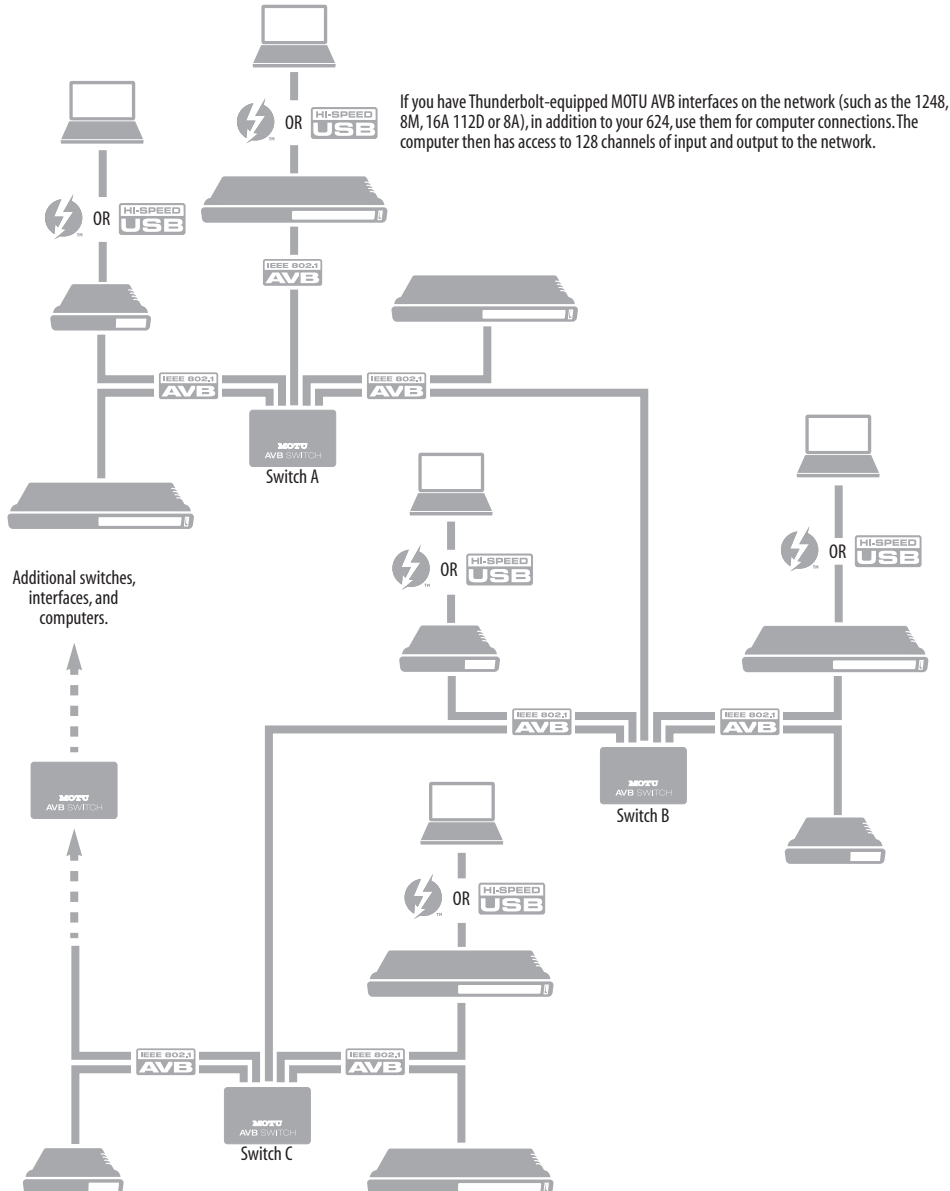 If you have Thunderbolt-equipped MOTU AVB interfaces on the network (such as the 1248,
8M, 16A 112D or 8A), in addition to your 624, use them for computer connections. The
computer then has access to 128 channels of input and output to the network.
OR
HI-SPEED
USB
TM
OR
HI-SPEED
USB
TM
IEEE 802.1
AVB
IEEE 802.1
AVB
IEEE 802.1
AVB
MOTU
AVB SWITCH
Switch A
OR
HI-SPEED
USB
TM
OR
HI-SPEED
USB
TM
Additional switches,
interfaces, and
computers.
IEEE 802.1
AVB
IEEE 802.1
AVB
MOTU
AVB SWITCH
Switch B
MOTU
AVB SWITCH
OR
HI-SPEED
USB
TM
IEEE 802.1
AVB
IEEE 802.1
AVB
MOTU
AVB SWITCH
Switch C